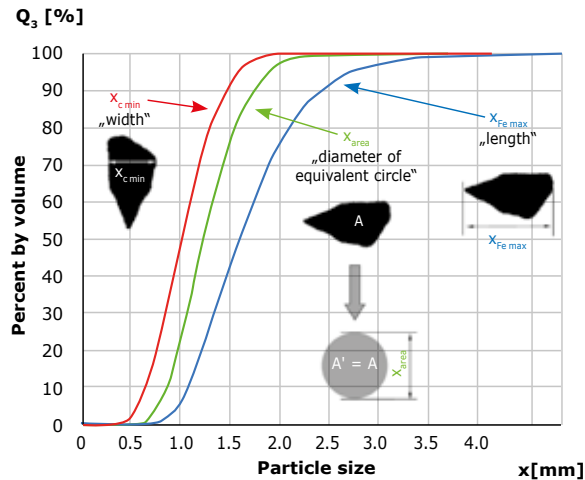 Q3 [%]
100
90
80
70
60
50
40
30
20
10
0
Percent by volume
xc min
„width“
xc min
xarea
„diameter of
equivalent circle“
A
A' = A
xarea
xFe max
„length“
xFe max
0
0.5
1.0
1.5
2.0
2.5
3.0
3.5
4.0
Particle size
x[mm]